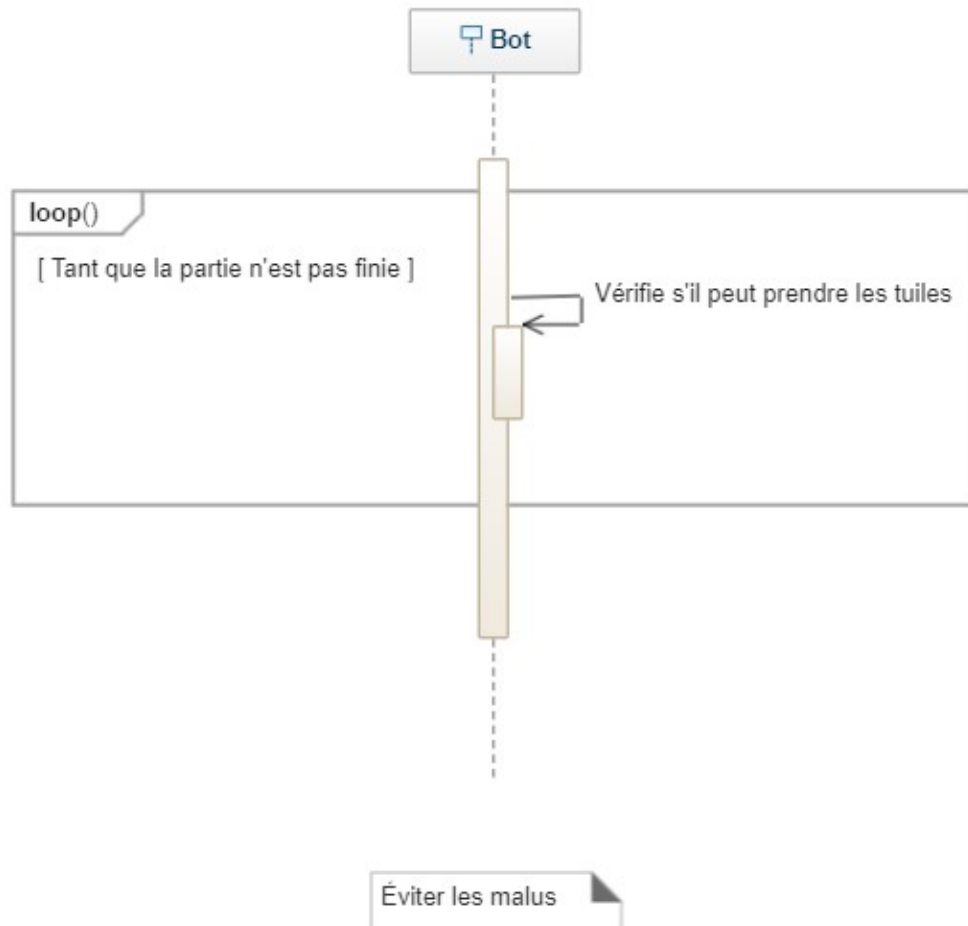 Bot
loop()
[ Tant que la partie n'est pas finie ]
Vérifie s'il peut prendre les tuiles
Éviter les malus